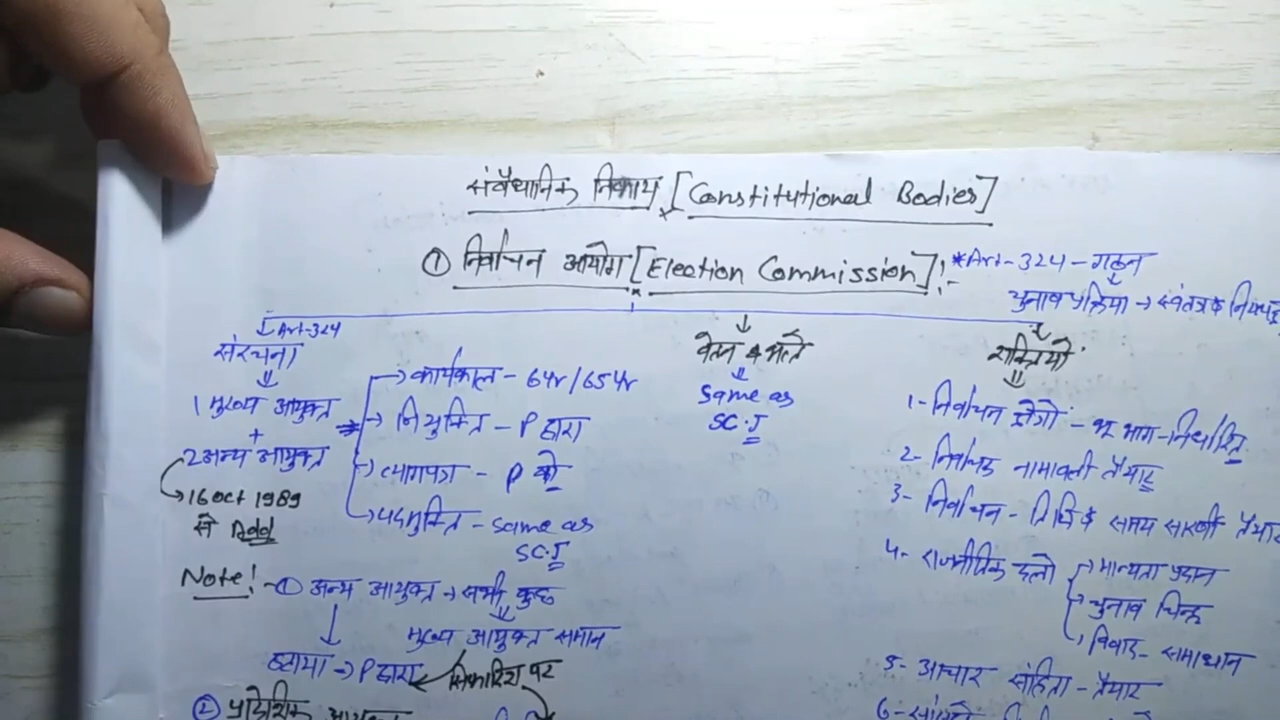 संवैधानिक निकाय [Constitutional Bodies]
① निर्वाचन आयोग [Election Commission]:-
*Art-324 - गठन
चुनाव प्रक्रिया → स्वतंत्र & निष्पक्ष
Art-324
संरचना
1 मुख्य आयुक्त
+
2 अन्य आयुक्त
→ 16 Oct 1989
से Add
→ कार्यकाल - 6Yr/65Yr
→ नियुक्ति - P द्वारा
→ त्यागपत्र - P को
→ पदमुक्ति - Same as
SC.J
Note! - ① अन्य आयुक्त → सभी कुछ
मुख्य आयुक्त समान
हटाया → P द्वारा
सिफारिश पर
② प्रादेशिक आयुक्त
वेतन & भत्ते
Same as
SC.J
शक्तियाँ
1- निर्वाचन क्षेत्रों - भू भाग - निर्धारित
2- निर्वाचक नामावली तैयार
3- निर्वाचन - तिथि & समय सारणी तैयार
4- राजनीतिक दलों
→ मान्यता प्रदान
→ चुनाव चिन्ह
→ विवाद - समाधान
5- आचार संहिता - तैयार
6-